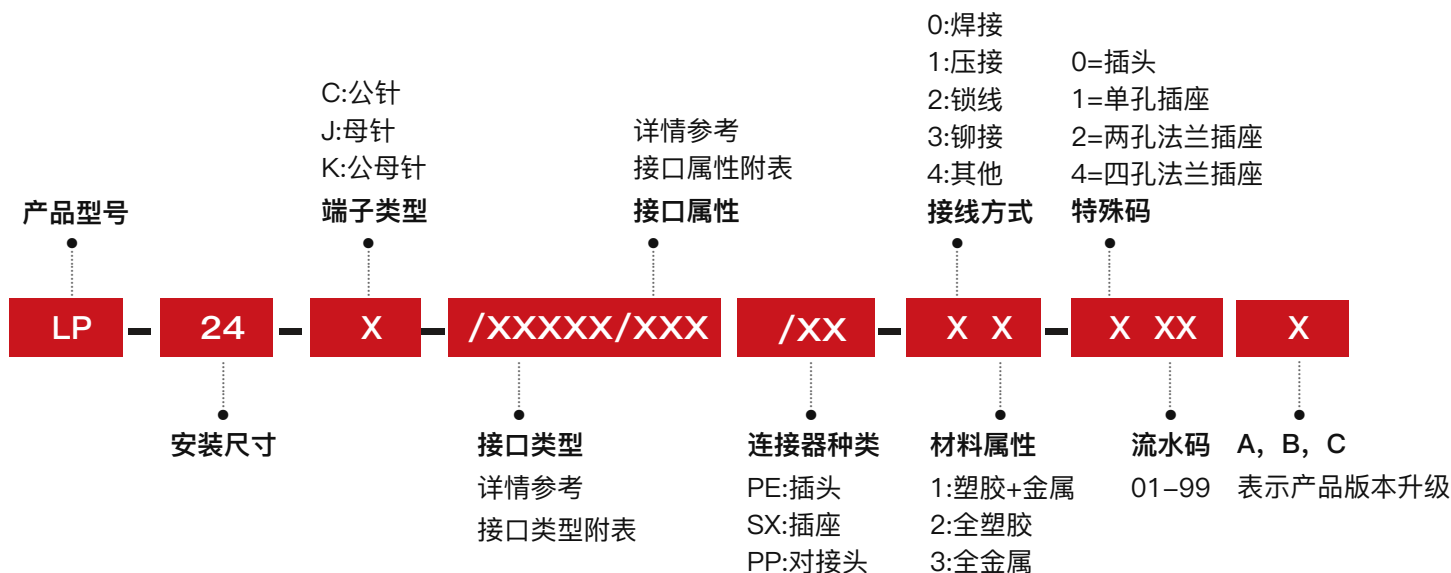 0:焊接
1:压接
2:锁线
3:铆接
4:其他
接线方式
0=插头
1=单孔插座
2=两孔法兰插座
4=四孔法兰插座
特殊码
C:公针
J:母针
K:公母针
端子类型
详情参考
接口属性附表
接口属性
产品型号
LP - 24 - X - /XXXXX/XXX /XX - X X - X XX X
安装尺寸
接口类型
详情参考
接口类型附表
连接器种类
PE:插头
SX:插座
PP:对接头
材料属性
1:塑胶+金属
2:全塑胶
3:全金属
流水码
01-99
A, B, C
表示产品版本升级